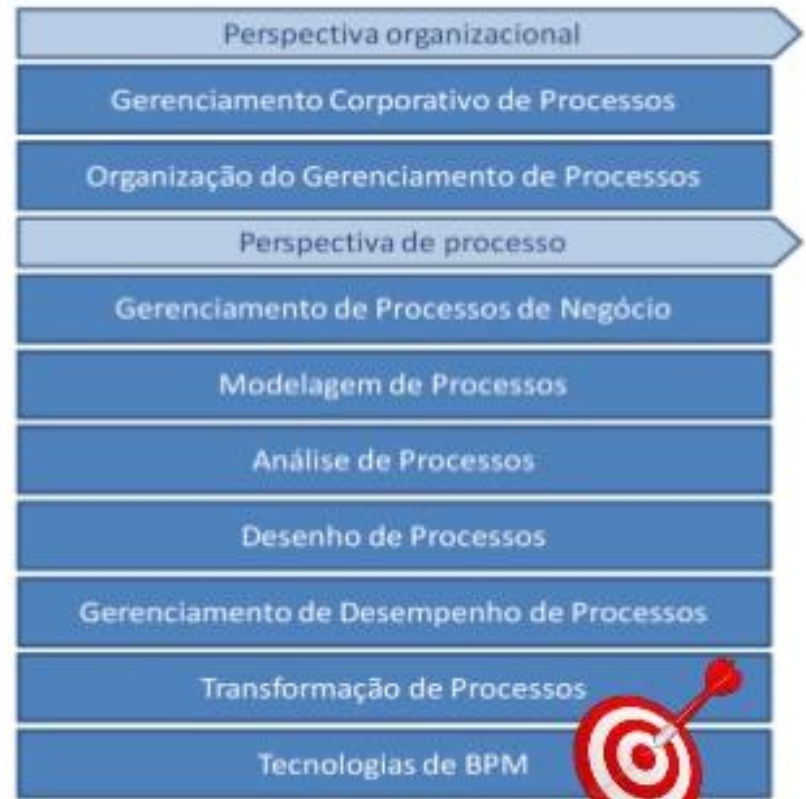 Perspectiva organizacional
Gerenciamento Corporativo de Processos
Organização do Gerenciamento de Processos
Perspectiva de processo
Gerenciamento de Processos de Negócio
Modelagem de Processos
Análise de Processos
Desenho de Processos
Gerenciamento de Desempenho de Processos
Transformação de Processos
Tecnologias de BPM